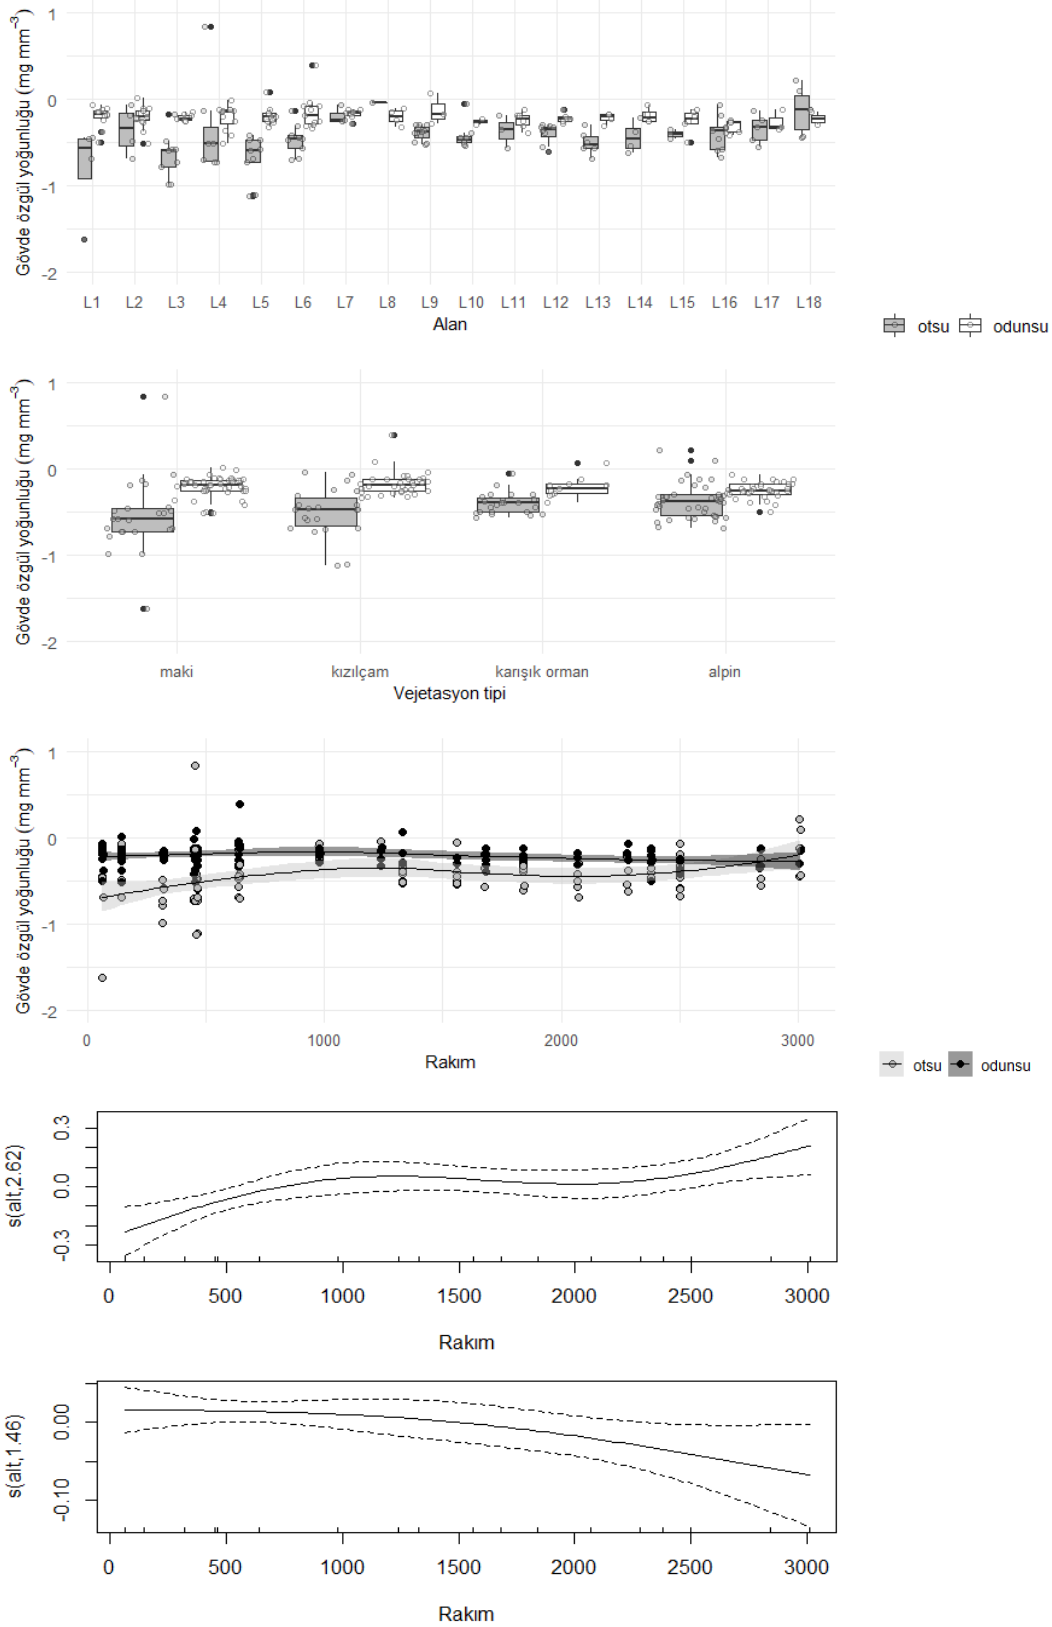 Gövde özgül yoğunluğu (mg mm⁻³)
1
0
-1
-2
L1 L2 L3 L4 L5 L6 L7 L8 L9 L10 L11 L12 L13 L14 L15 L16 L17 L18
Alan
otsu odunsu
Gövde özgül yoğunluğu (mg mm⁻³)
1
0
-1
-2
maki kızılçam karışık orman alpin
Vejetasyon tipi
Gövde özgül yoğunluğu (mg mm⁻³)
1
0
-1
-2
0 1000 2000 3000
Rakım
otsu odunsu
s(alt,2.62)
0.3
0.0
-0.3
0 500 1000 1500 2000 2500 3000
Rakım
s(alt,1.46)
0.00
-0.10
0 500 1000 1500 2000 2500 3000
Rakım